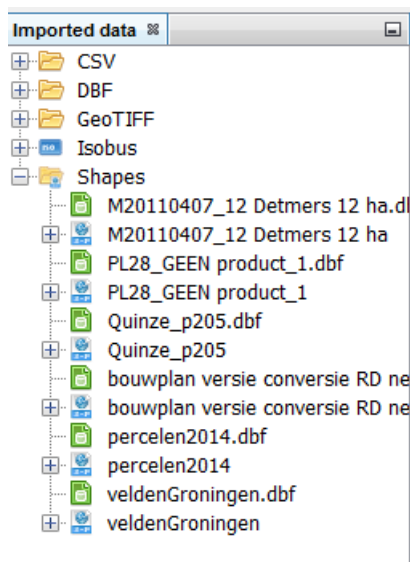 Imported data
CSV
DBF
GeoTIFF
Isobus
Shapes
M20110407_12 Detmers 12 ha.d
M20110407_12 Detmers 12 ha
PL28_GEEN product_1.dbf
PL28_GEEN product_1
Quinze_p205.dbf
Quinze_p205
bouwplan versie conversie RD ne
bouwplan versie conversie RD ne
percelen2014.dbf
percelen2014
veldenGroningen.dbf
veldenGroningen